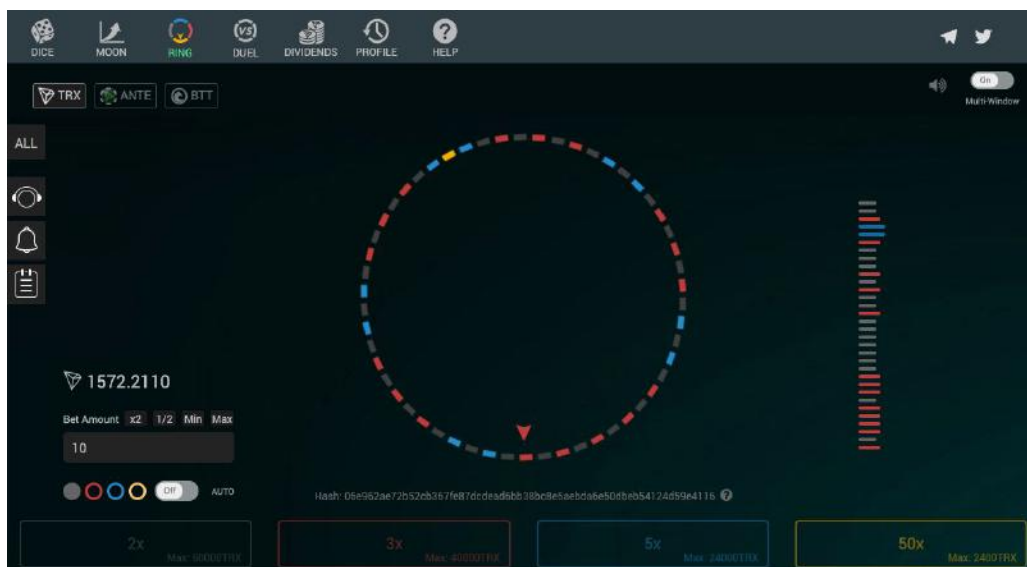 DICE MOON RING DUEL DIVIDENDS PROFILE HELP
VS
TRX ANTE BTT
On
Multi-Window
ALL
1572.2110
Bet Amount x2 1/2 Min Max
10
Off AUTO
Hash:
2x 3x 5x 50x
Max: 2400TRX